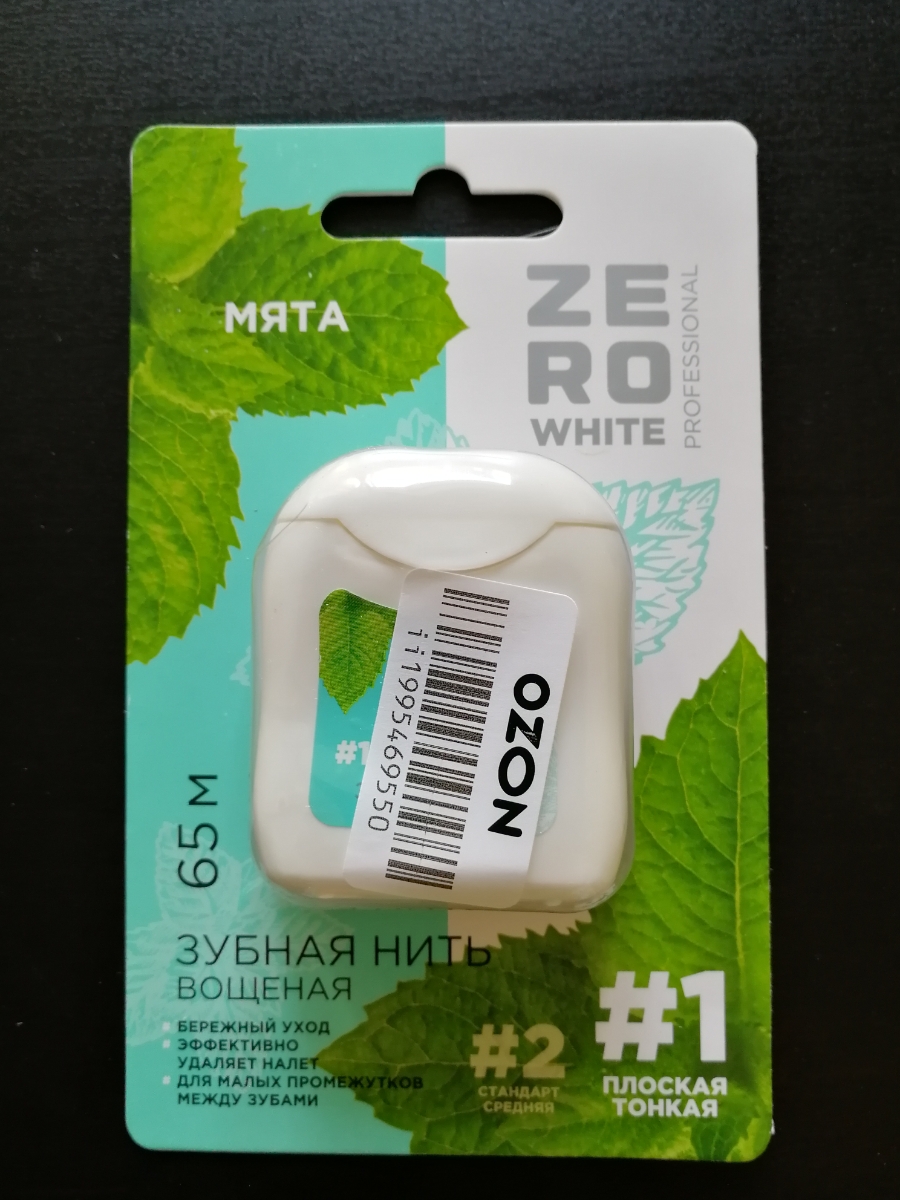 МЯТА
ZE
RO
WHITE
PROFESSIONAL
#1
ii1995469550
OZON
65 м
ЗУБНАЯ НИТЬ
ВОЩЕНАЯ
БЕРЕЖНЫЙ УХОД
ЭФФЕКТИВНО
УДАЛЯЕТ НАЛЕТ
ДЛЯ МАЛЫХ ПРОМЕЖУТКОВ
МЕЖДУ ЗУБАМИ
#2
СТАНДАРТ
СРЕДНЯЯ
#1
ПЛОСКАЯ
ТОНКАЯ